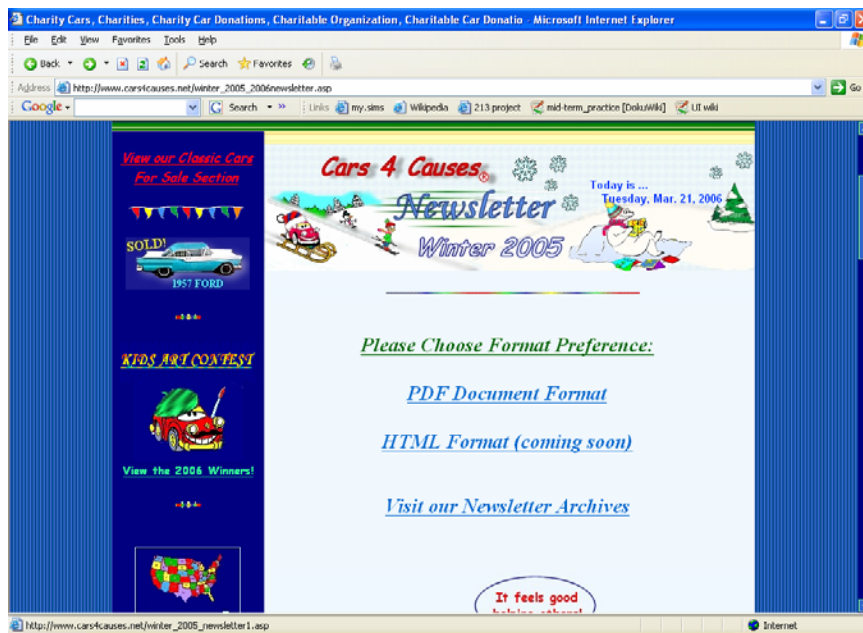 Charity Cars, Charities, Charity Car Donations, Charitable Organization, Charitable Car Donatio - Microsoft Internet Explorer
File Edit View Favorites Tools Help
Back Search Favorites
Address http://www.cars4causes.net/winter_2005_2006newsletter.asp Go
Google Search » Links my.sims Wikipedia 213 project mid-term_practice [DokuWiki] UI wiki
View our Classic Cars
For Sale Section
SOLD!
1957 FORD
KIDS ART CONTEST
View the 2006 Winners!
Cars 4 Causes®
Newsletter
Winter 2005
Today is ...
Tuesday, Mar. 21, 2006
Please Choose Format Preference:
PDF Document Format
HTML Format (coming soon)
Visit our Newsletter Archives
It feels good
helping others!
http://www.cars4causes.net/winter_2005_newsletter1.asp Internet